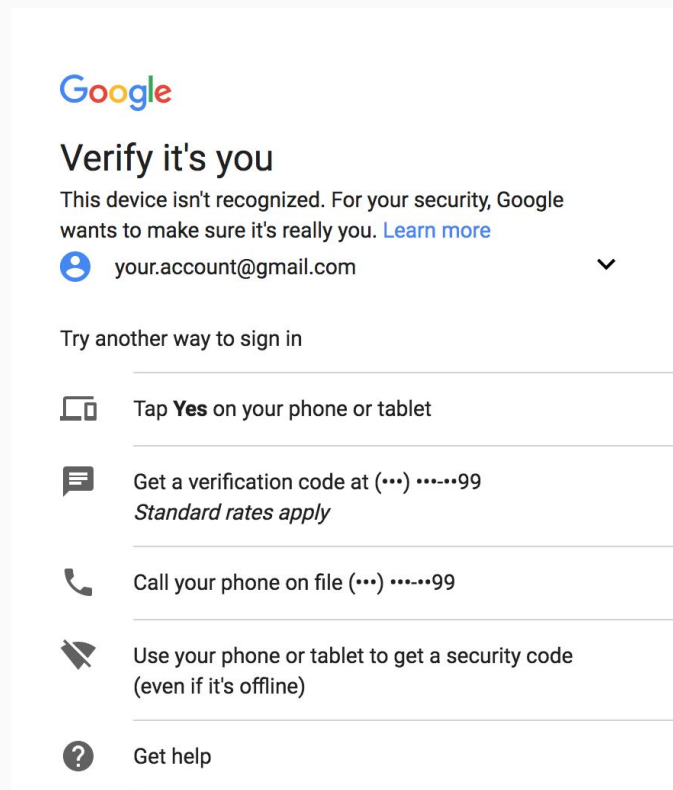 Google
Verify it's you
This device isn't recognized. For your security, Google
wants to make sure it's really you. Learn more
your.account@gmail.com
Try another way to sign in
Tap Yes on your phone or tablet
Get a verification code at (•••) •••-••99
Standard rates apply
Call your phone on file (•••) •••-••99
Use your phone or tablet to get a security code
(even if it's offline)
?
Get help